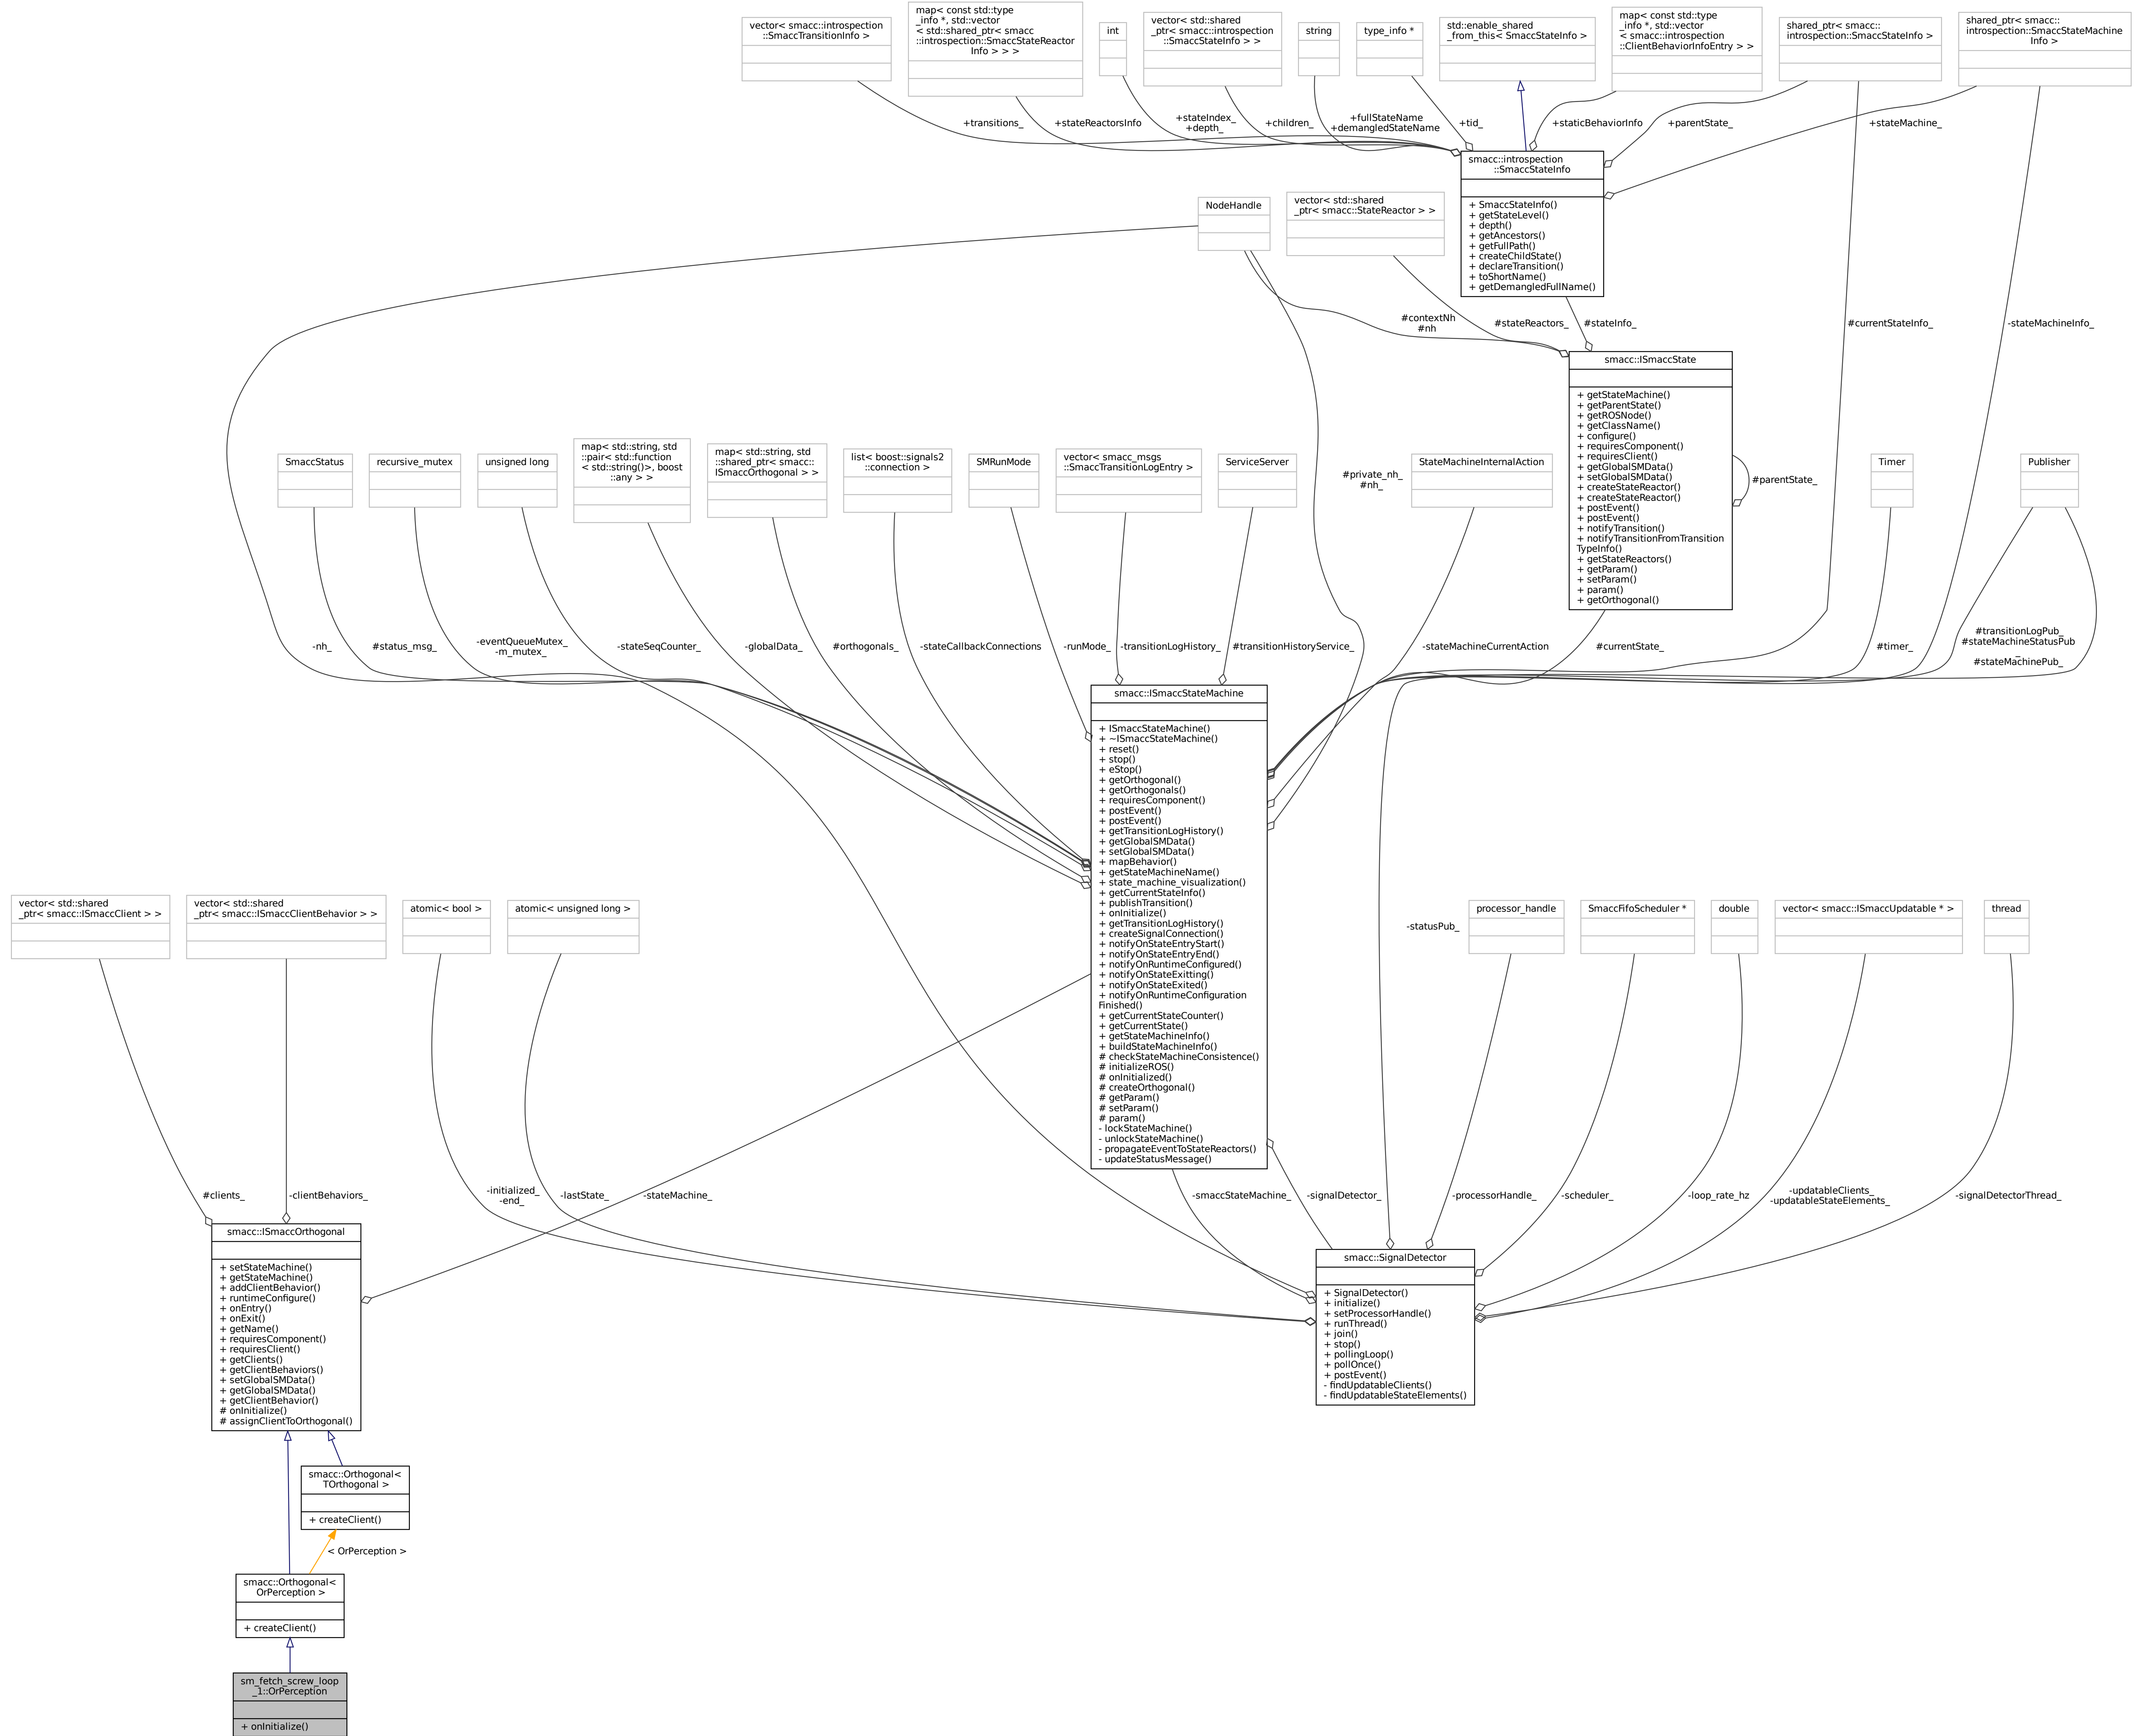 vector< smacc::introspection
::SmaccTransitionInfo >
map< const std::type
_info *, std::vector
< std::shared_ptr< smacc
::introspection::SmaccStateReactor
Info > > >
int
vector< std::shared
_ptr< smacc::introspection
::SmaccStateInfo > >
string
type_info *
std::enable_shared
_from_this< SmaccStateInfo >
map< const std::type
_info *, std::vector
< smacc::introspection
::ClientBehaviorInfoEntry > >
shared_ptr< smacc::
introspection::SmaccStateInfo >
shared_ptr< smacc::
introspection::SmaccStateMachine
Info >
+transitions_
+stateReactorsInfo
+stateIndex_
+depth_
+children_
+fullStateName
+demangledStateName
+tid_
+staticBehaviorInfo
+parentState_
+stateMachine_
smacc::introspection
::SmaccStateInfo
+ SmaccStateInfo()
+ getStateLevel()
+ depth()
+ getAncestors()
+ getFullPath()
+ createChildState()
+ declareTransition()
+ toShortName()
+ getDemangledFullName()
NodeHandle
vector< std::shared
_ptr< smacc::StateReactor > >
#contextNh
#nh
#stateReactors_
#stateInfo_
#currentStateInfo_
-stateMachineInfo_
smacc::ISmaccState
+ getStateMachine()
+ getParentState()
+ getROSNode()
+ getClassName()
+ configure()
+ requiresComponent()
+ requiresClient()
+ getGlobalSMData()
+ setGlobalSMData()
+ createStateReactor()
+ createStateReactor()
+ postEvent()
+ postEvent()
+ notifyTransition()
+ notifyTransitionFromTransition
TypeInfo()
+ getStateReactors()
+ getParam()
+ setParam()
+ param()
+ getOrthogonal()
#parentState_
SmaccStatus
recursive_mutex
unsigned long
map< std::string, std
::pair< std::function
< std::string()>, boost
::any > >
map< std::string, std
::shared_ptr< smacc::
ISmaccOrthogonal > >
list< boost::signals2
::connection >
SMRunMode
vector< smacc_msgs
::SmaccTransitionLogEntry >
ServiceServer
#private_nh_
#nh_
StateMachineInternalAction
Timer
Publisher
-nh_
#status_msg_
-eventQueueMutex_
-m_mutex_
-stateSeqCounter_
-globalData_
#orthogonals_
-stateCallbackConnections
-runMode_
-transitionLogHistory_
#transitionHistoryService_
-stateMachineCurrentAction
#currentState_
#timer_
#transitionLogPub_
#stateMachineStatusPub
_
#stateMachinePub_
smacc::ISmaccStateMachine
+ ISmaccStateMachine()
+ ~ISmaccStateMachine()
+ reset()
+ stop()
+ eStop()
+ getOrthogonal()
+ getOrthogonals()
+ requiresComponent()
+ postEvent()
+ postEvent()
+ getTransitionLogHistory()
+ getGlobalSMData()
+ setGlobalSMData()
+ mapBehavior()
+ getStateMachineName()
+ state_machine_visualization()
+ getCurrentStateInfo()
+ publishTransition()
+ onInitialize()
+ getTransitionLogHistory()
+ createSignalConnection()
+ notifyOnStateEntryStart()
+ notifyOnStateEntryEnd()
+ notifyOnRuntimeConfigured()
+ notifyOnStateExitting()
+ notifyOnStateExited()
+ notifyOnRuntimeConfiguration
Finished()
+ getCurrentStateCounter()
+ getCurrentState()
+ getStateMachineInfo()
+ buildStateMachineInfo()
# checkStateMachineConsistence()
# initializeROS()
# onInitialized()
# createOrthogonal()
# getParam()
# setParam()
# param()
- lockStateMachine()
- unlockStateMachine()
- propagateEventToStateReactors()
- updateStatusMessage()
vector< std::shared
_ptr< smacc::ISmaccClient > >
vector< std::shared
_ptr< smacc::ISmaccClientBehavior > >
atomic< bool >
atomic< unsigned long >
-statusPub_
processor_handle
SmaccFifoScheduler *
double
vector< smacc::ISmaccUpdatable * >
thread
#clients_
-clientBehaviors_
-initialized_
-end_
-lastState_
-stateMachine_
-smaccStateMachine_
-signalDetector_
-processorHandle_
-scheduler_
-loop_rate_hz
-updatableClients_
-updatableStateElements_
-signalDetectorThread_
smacc::ISmaccOrthogonal
+ setStateMachine()
+ getStateMachine()
+ addClientBehavior()
+ runtimeConfigure()
+ onEntry()
+ onExit()
+ getName()
+ requiresComponent()
+ requiresClient()
+ getClients()
+ getClientBehaviors()
+ setGlobalSMData()
+ getGlobalSMData()
+ getClientBehavior()
# onInitialize()
# assignClientToOrthogonal()
smacc::SignalDetector
+ SignalDetector()
+ initialize()
+ setProcessorHandle()
+ runThread()
+ join()
+ stop()
+ pollingLoop()
+ pollOnce()
+ postEvent()
- findUpdatableClients()
- findUpdatableStateElements()
smacc::Orthogonal<
TOrthogonal >
+ createClient()
< OrPerception >
smacc::Orthogonal<
OrPerception >
+ createClient()
sm_fetch_screw_loop
_1::OrPerception
+ onInitialize()